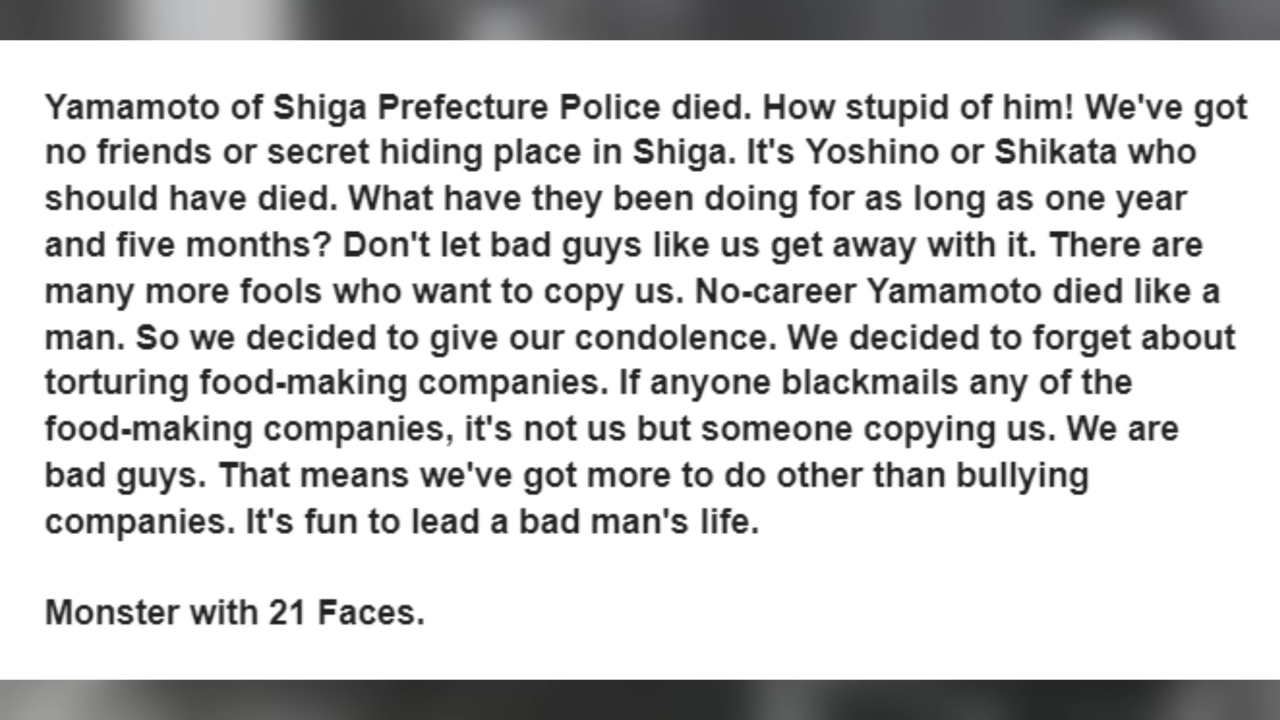 Yamamoto of Shiga Prefecture Police died. How stupid of him! We've got
no friends or secret hiding place in Shiga. It's Yoshino or Shikata who
should have died. What have they been doing for as long as one year
and five months? Don't let bad guys like us get away with it. There are
many more fools who want to copy us. No-career Yamamoto died like a
man. So we decided to give our condolence. We decided to forget about
torturing food-making companies. If anyone blackmails any of the
food-making companies, it's not us but someone copying us. We are
bad guys. That means we've got more to do other than bullying
companies. It's fun to lead a bad man's life.
Monster with 21 Faces.